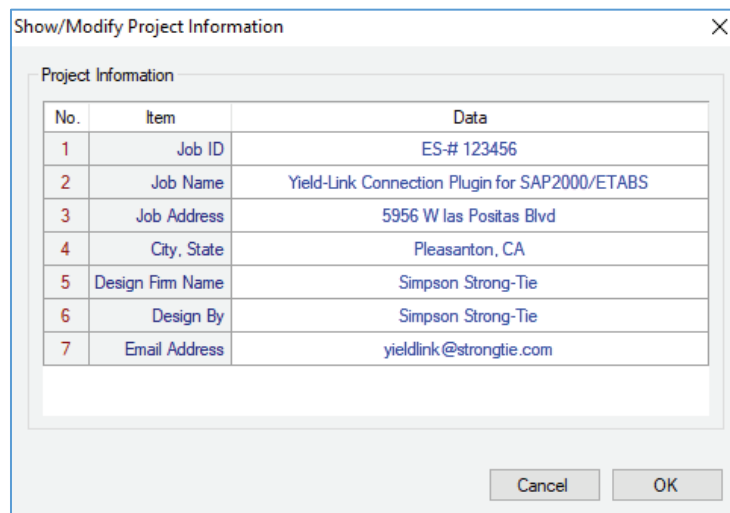 Show/Modify Project Information
Project Information
No. Item Data
1 Job ID ES-# 123456
2 Job Name Yield-Link Connection Plugin for SAP2000/ETABS
3 Job Address 5956 W las Positas Blvd
4 City, State Pleasanton, CA
5 Design Firm Name Simpson Strong-Tie
6 Design By Simpson Strong-Tie
7 Email Address yieldlink@strongtie.com
Cancel OK